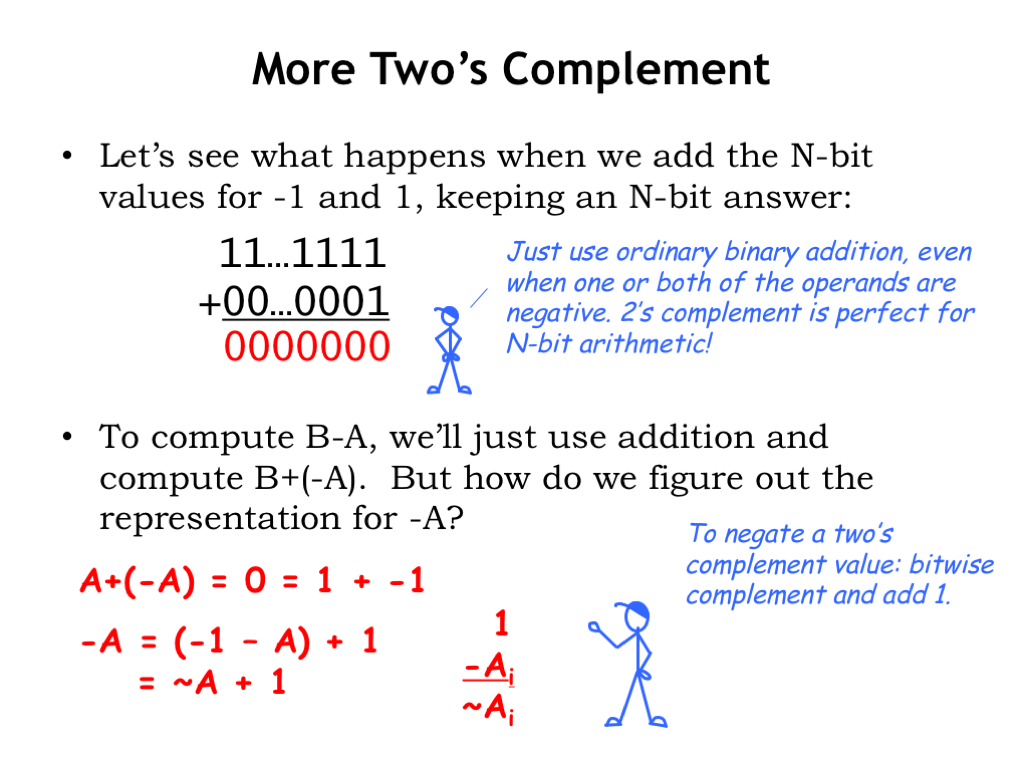 More Two’s Complement
• Let’s see what happens when we add the N-bit
values for -1 and 1, keeping an N-bit answer:
11…1111
+00…0001
0000000
Just use ordinary binary addition, even
when one or both of the operands are
negative. 2’s complement is perfect for
N-bit arithmetic!
• To compute B-A, we’ll just use addition and
compute B+(-A).  But how do we figure out the
representation for -A?
To negate a two’s
complement value: bitwise
complement and add 1.
A+(-A) = 0 = 1 + -1
-A = (-1 – A) + 1
= ~A + 1
1
-Ai
~Ai